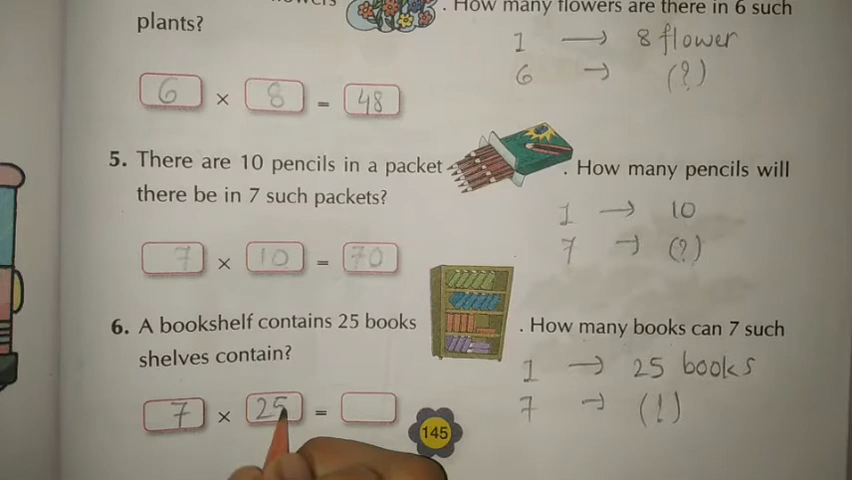 . How many flowers are there in 6 such
plants?
1 → 8 flower
6 → (?)
6 × 8 = 48
5. There are 10 pencils in a packet . How many pencils will
there be in 7 such packets?
1 → 10
7 → (?)
7 × 10 = 70
6. A bookshelf contains 25 books . How many books can 7 such
shelves contain?
1 → 25 books
7 → (!)
7 × 25 =
145